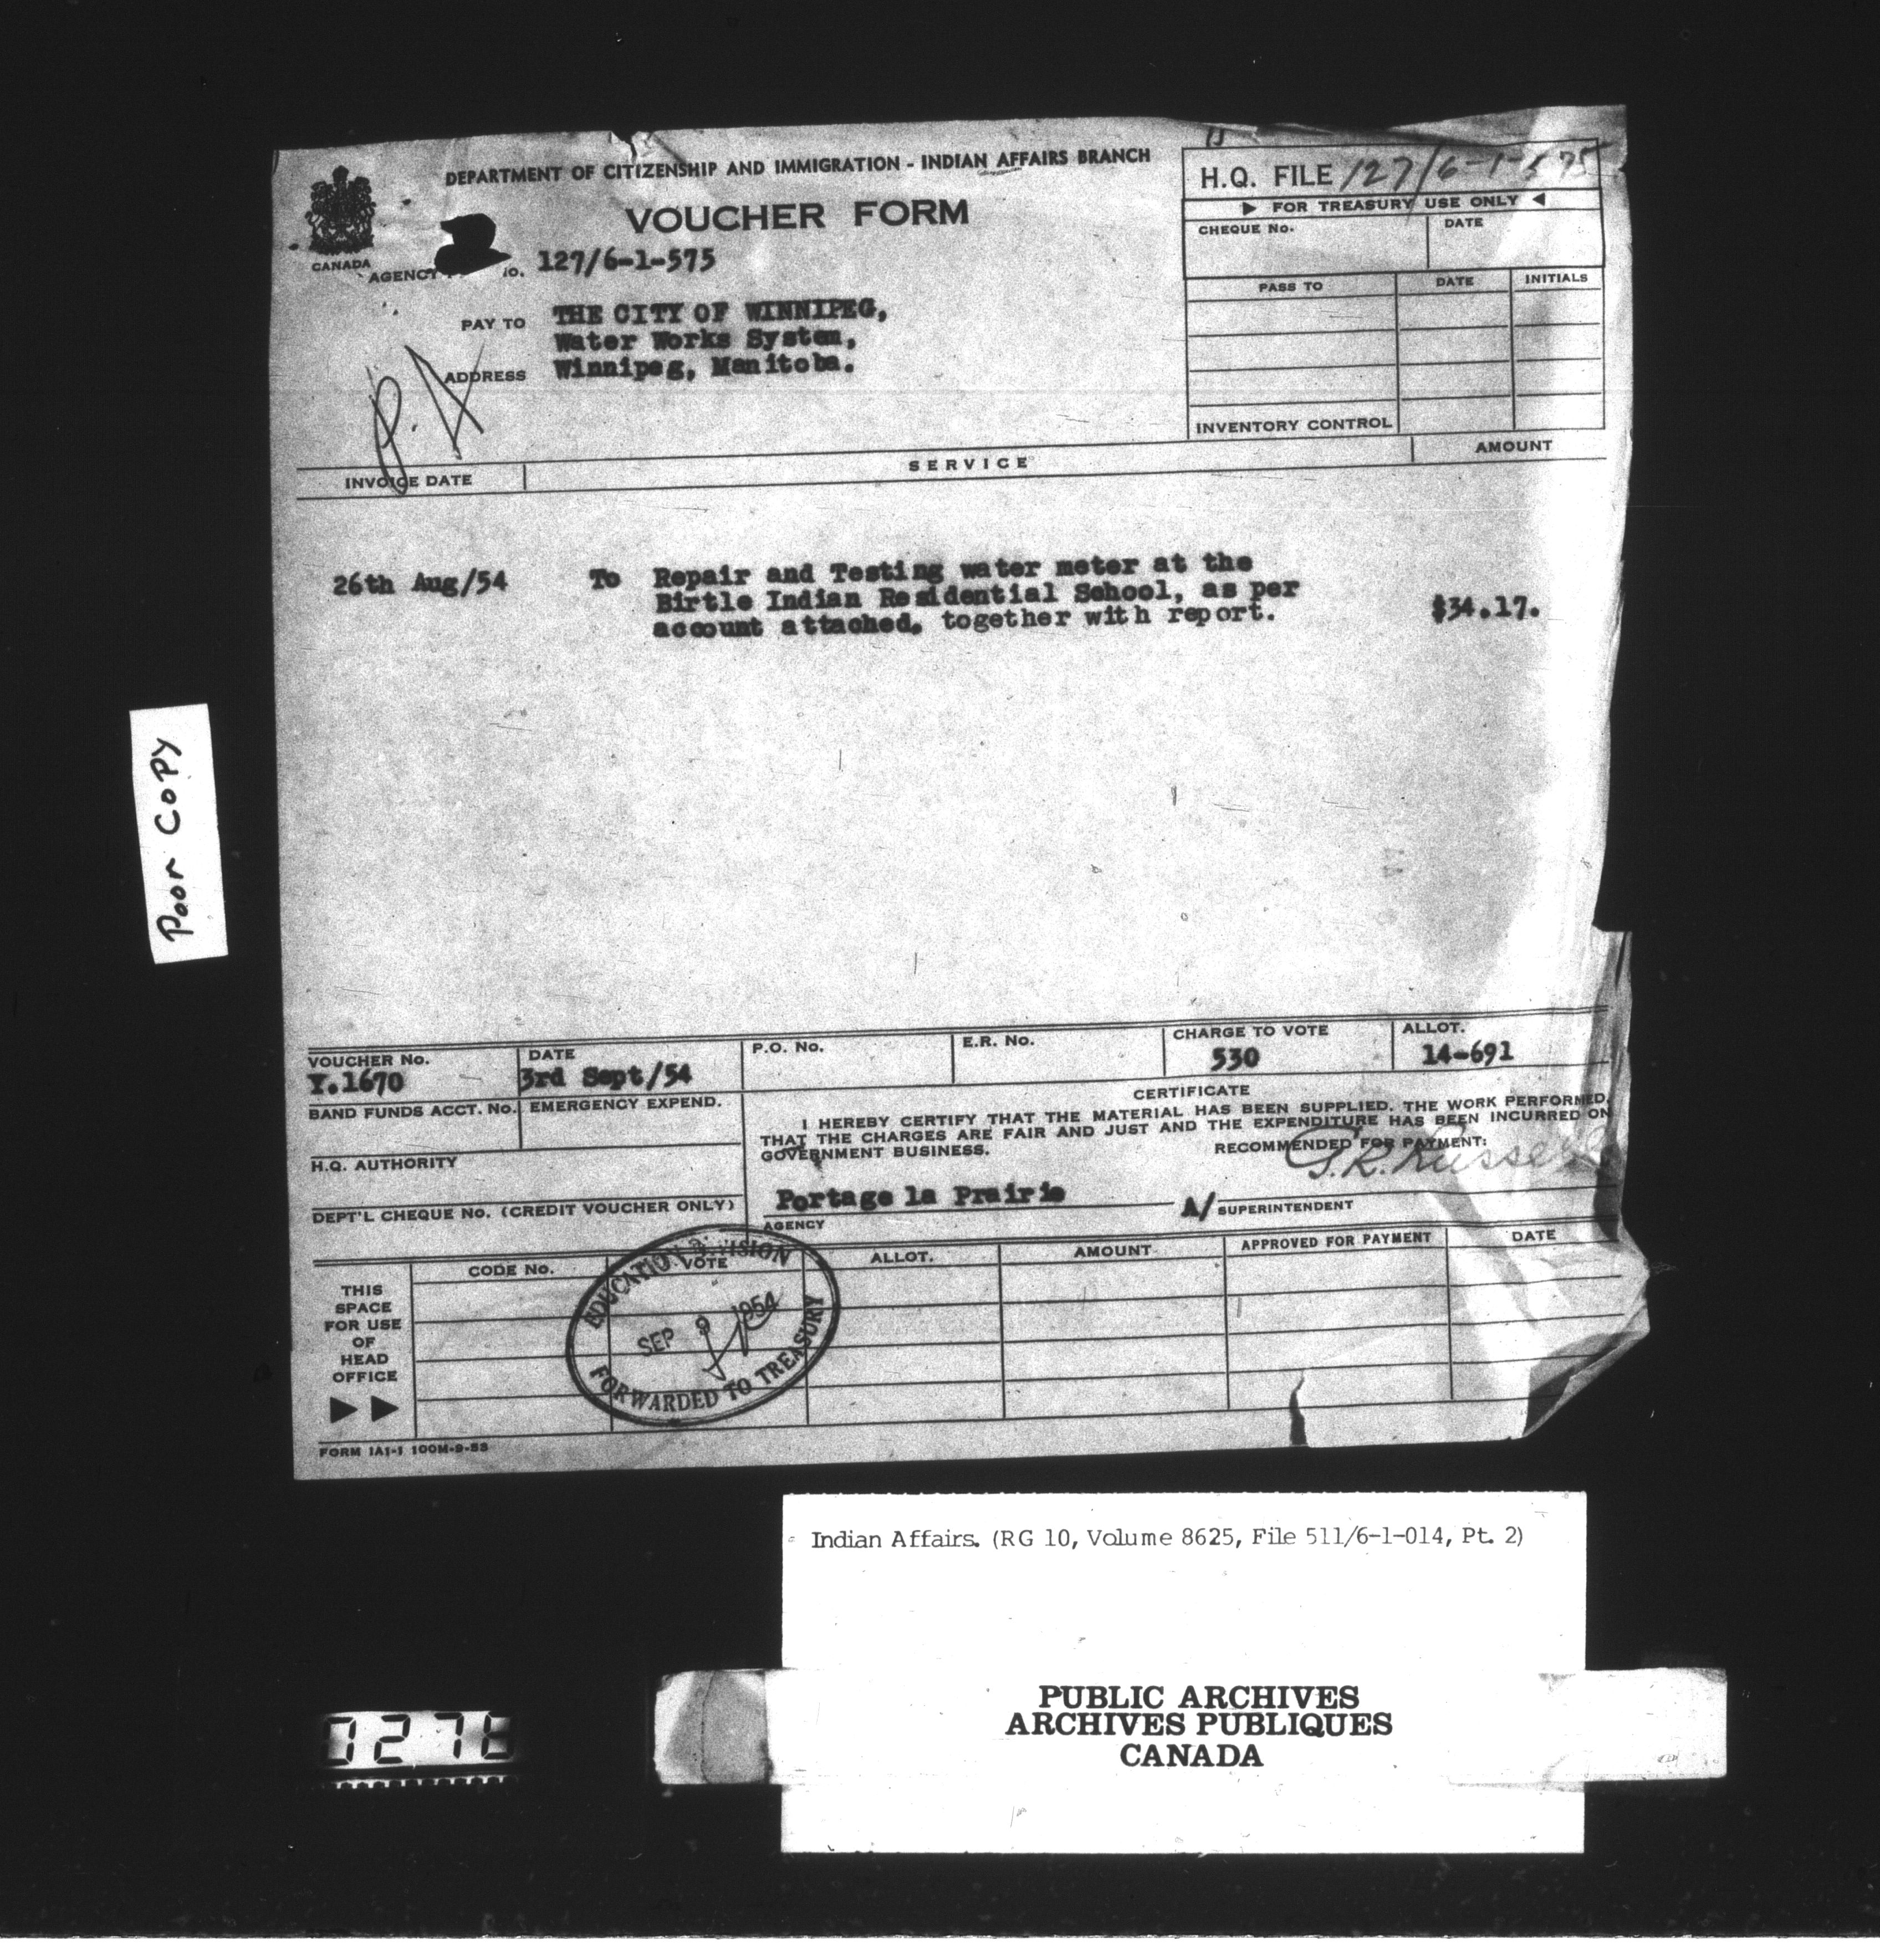 DEPARTMENT OF CITIZENSHIP AND IMMIGRATION - INDIAN AFFAIRS BRANCH
VOUCHER FORM
CANADA
AGENCY No. 127/6-1-575
H.Q. FILE 127/6-1-575
FOR TREASURY USE ONLY
CHEQUE No. DATE
PASS TO DATE INITIALS
INVENTORY CONTROL
PAY TO THE CITY OF WINNIPEG,
Water Works System,
ADDRESS Winnipeg, Manitoba.
P.A
INVOICE DATE SERVICE AMOUNT
26th Aug/54 To Repair and Testing water meter at the
Birtle Indian Residential School, as per $34.17.
account attached, together with report.
Poor Copy
VOUCHER No. DATE P.O. No. E.R. No. CHARGE TO VOTE ALLOT.
Y.1670 3rd Sept/54 530 14-691
BAND FUNDS ACCT. No. EMERGENCY EXPEND.
H.Q. AUTHORITY
DEPT'L CHEQUE No. (CREDIT VOUCHER ONLY)
CERTIFICATE
I HEREBY CERTIFY THAT THE MATERIAL HAS BEEN SUPPLIED, THE WORK PERFORMED,
THAT THE CHARGES ARE FAIR AND JUST AND THE EXPENDITURE HAS BEEN INCURRED ON
GOVERNMENT BUSINESS. RECOMMENDED FOR PAYMENT:
G.R. Russell
Portage la Prairie A/ SUPERINTENDENT
AGENCY
CODE No. VOTE ALLOT. AMOUNT APPROVED FOR PAYMENT DATE
THIS
SPACE
FOR USE
OF
HEAD
OFFICE
EDUCATION DIVISION
SEP 9 1954
FORWARDED TO TREASURY
FORM IA1-1 100M-9-53
Indian Affairs. (RG 10, Volume 8625, File 511/6-1-014, Pt. 2)
PUBLIC ARCHIVES
ARCHIVES PUBLIQUES
CANADA